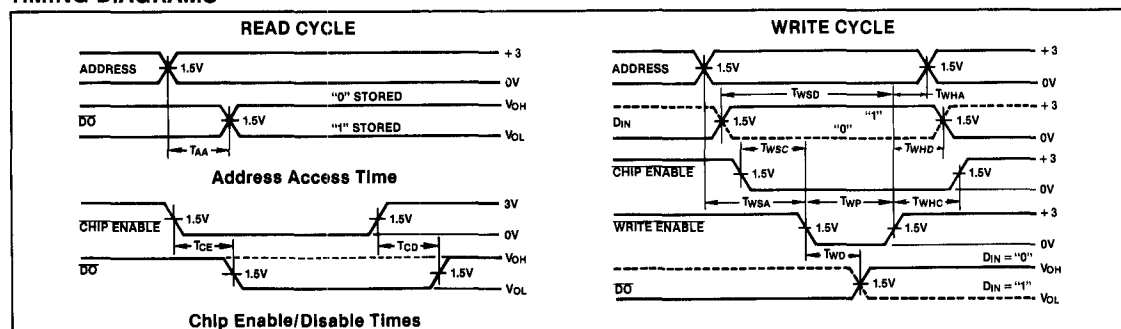 TIMING DIAGRAMS
READ CYCLE
ADDRESS
1.5V
+3
0V
DO
"0" STORED
"1" STORED
1.5V
VOH
VOL
TAA
Address Access Time
CHIP ENABLE
1.5V
1.5V
3V
0V
TCE
TCD
DO
1.5V
1.5V
VOH
VOL
Chip Enable/Disable Times
WRITE CYCLE
ADDRESS
1.5V
1.5V
+3
0V
TWSD
TWHA
DIN
1.5V
"1"
"0"
1.5V
+3
0V
TWSC
TWHD
CHIP ENABLE
1.5V
1.5V
+3
0V
TWSA
TWP
TWHC
WRITE ENABLE
1.5V
1.5V
+3
0V
TWD
DO
1.5V
DIN = "0"
VOH
DIN = "1"
VOL